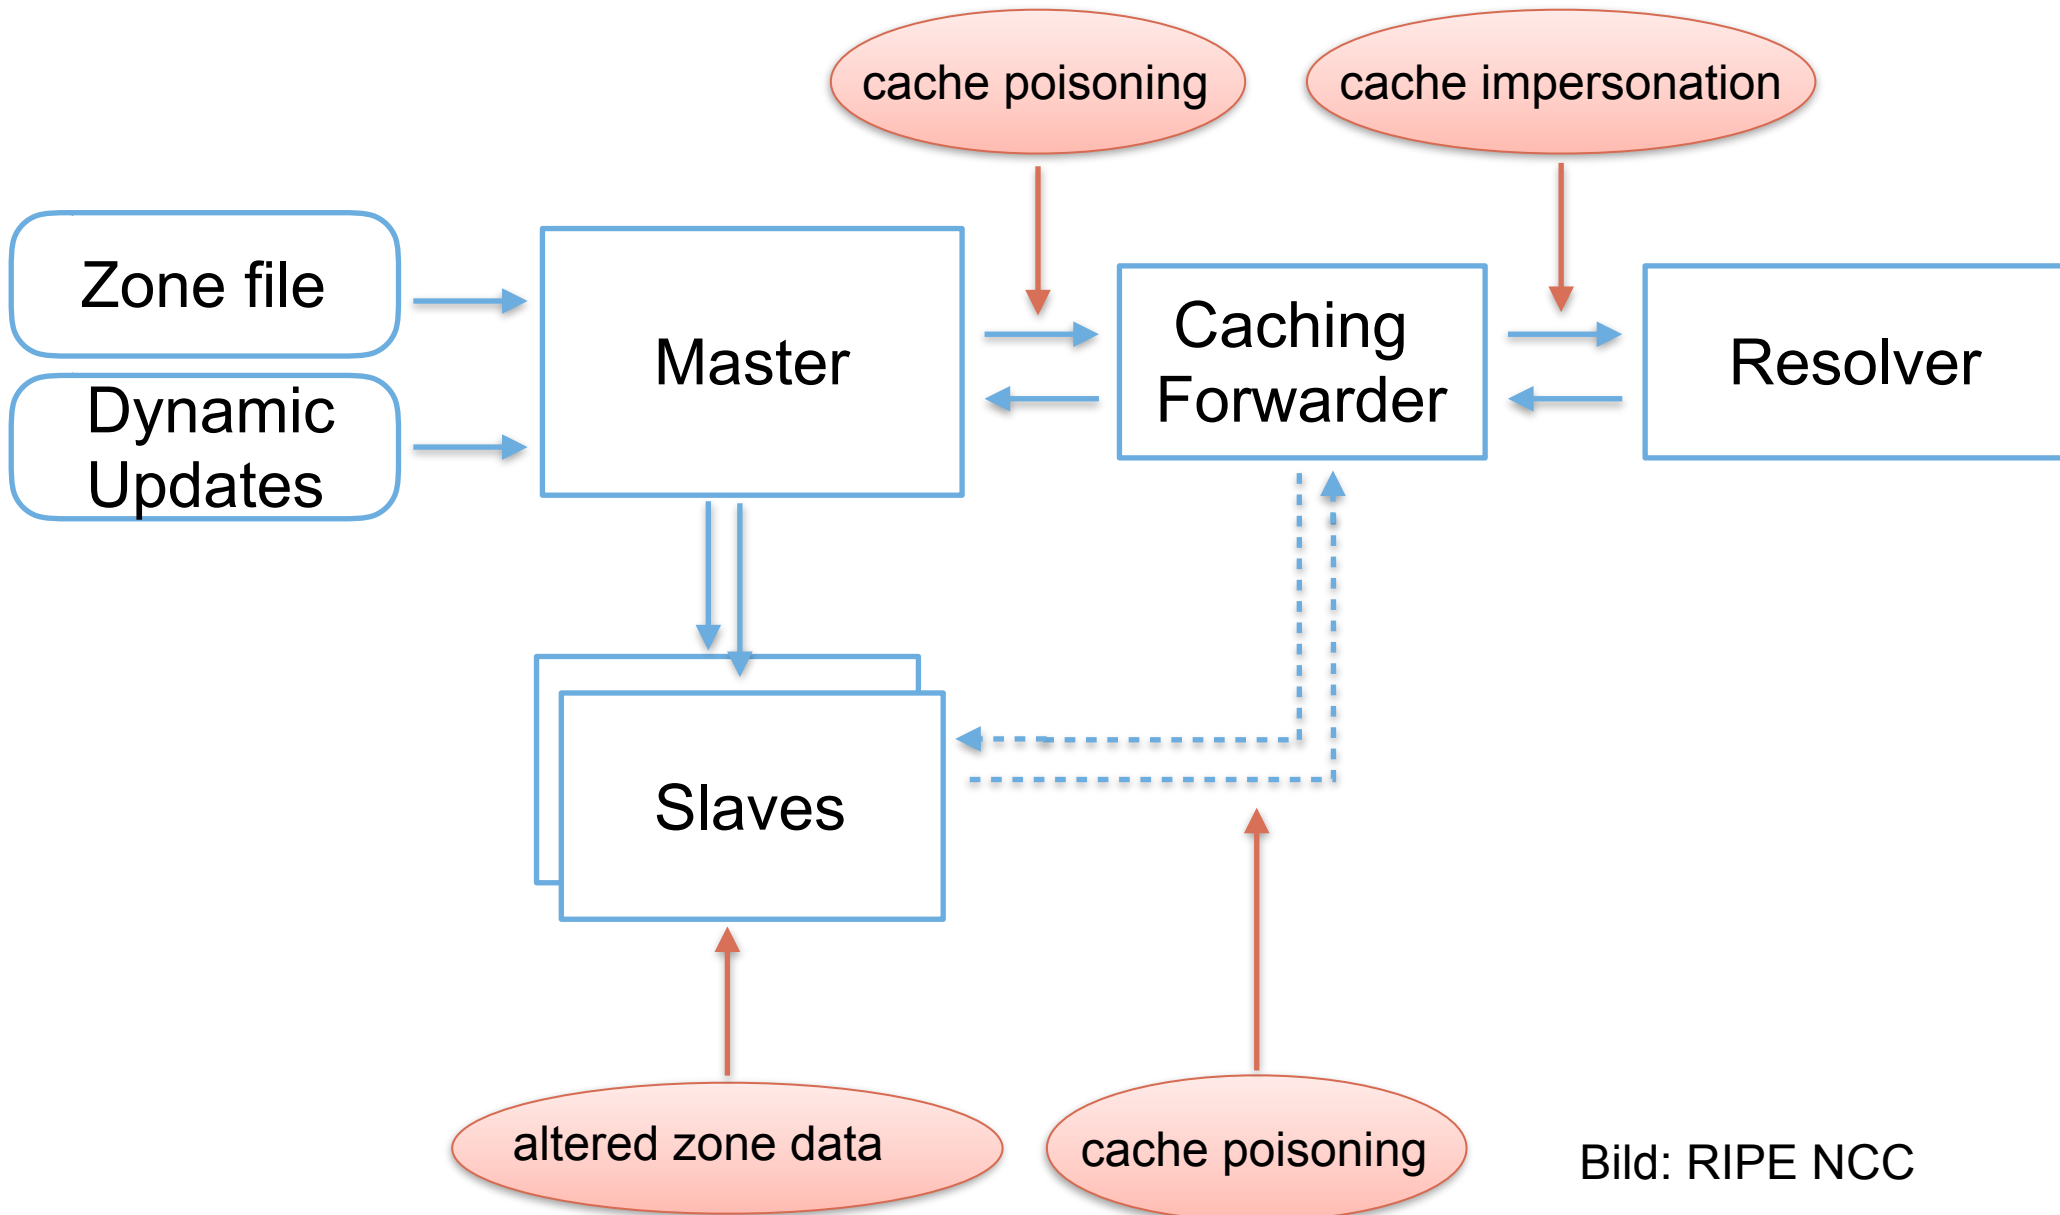 cache poisoning
cache impersonation
Zone file
Master
Caching
Forwarder
Resolver
Dynamic
Updates
Slaves
altered zone data
cache poisoning
Bild: RIPE NCC